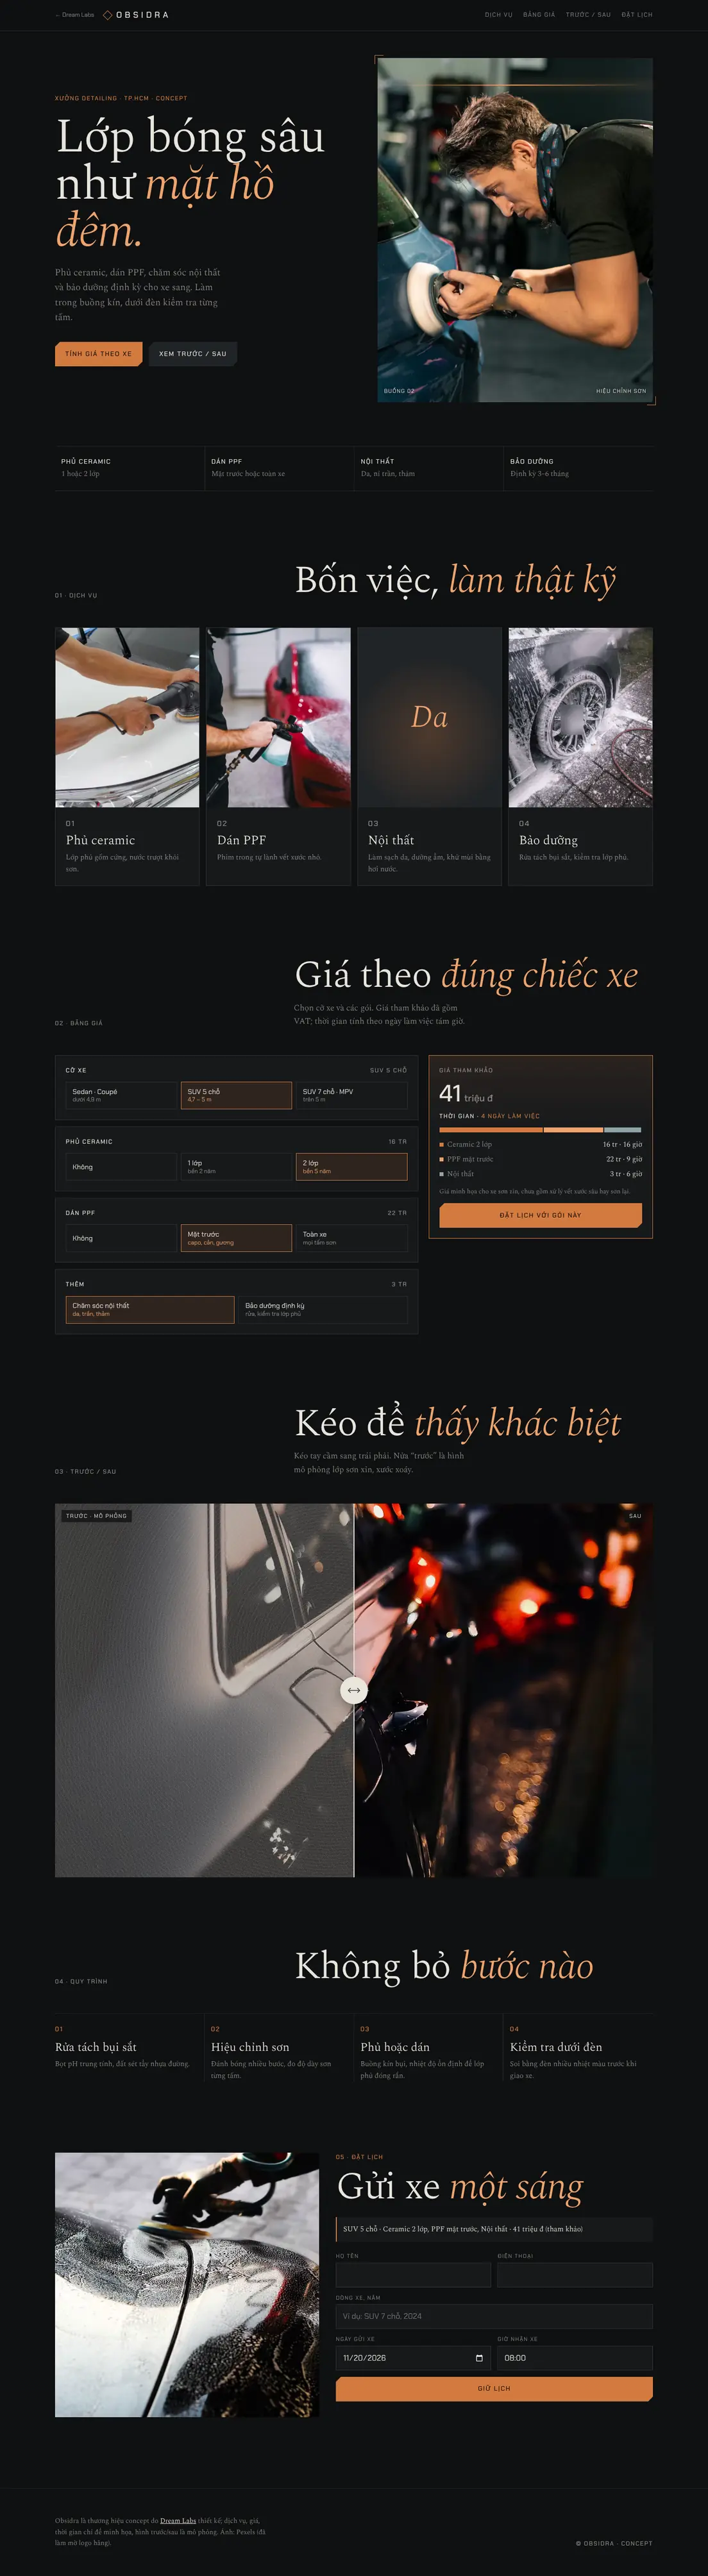 ← Dream Labs
OBSIDRA
DỊCH VỤ
BẢNG GIÁ
TRƯỚC / SAU
ĐẶT LỊCH
XƯỞNG DETAILING · TP.HCM · CONCEPT
Lớp bóng sâu
như mặt hồ
đêm.
Phủ ceramic, dán PPF, chăm sóc nội thất
và bảo dưỡng định kỳ cho xe sang. Làm
trong buồng kín, dưới đèn kiểm tra từng
tấm.
TÍNH GIÁ THEO XE
XEM TRƯỚC / SAU
BUỒNG 02
HIỆU CHỈNH SƠN
PHỦ CERAMIC
1 hoặc 2 lớp
DÁN PPF
Mặt trước hoặc toàn xe
NỘI THẤT
Da, nỉ trần, thảm
BẢO DƯỠNG
Định kỳ 3–6 tháng
01 · DỊCH VỤ
Bốn việc, làm thật kỹ
Da
01
Phủ ceramic
Lớp phủ gốm cứng, nước trượt khỏi
sơn.
02
Dán PPF
Phim trong tự lành vết xước nhỏ.
03
Nội thất
Làm sạch da, dưỡng ẩm, khử mùi bằng
hơi nước.
04
Bảo dưỡng
Rửa tách bụi sắt, kiểm tra lớp phủ.
02 · BẢNG GIÁ
Giá theo đúng chiếc xe
Chọn cỡ xe và các gói. Giá tham khảo đã gồm
VAT; thời gian tính theo ngày làm việc tám giờ.
CỠ XE
SUV 5 CHỖ
Sedan · Coupé
dưới 4,9 m
SUV 5 chỗ
4,7 – 5 m
SUV 7 chỗ · MPV
trên 5 m
PHỦ CERAMIC
16 TR
Không
1 lớp
bền 2 năm
2 lớp
bền 5 năm
DÁN PPF
22 TR
Không
Mặt trước
capo, cản, gương
Toàn xe
mọi tấm sơn
THÊM
3 TR
Chăm sóc nội thất
da, trần, thảm
Bảo dưỡng định kỳ
rửa, kiểm tra lớp phủ
GIÁ THAM KHẢO
41 triệu đ
THỜI GIAN · 4 NGÀY LÀM VIỆC
Ceramic 2 lớp
16 tr · 16 giờ
PPF mặt trước
22 tr · 9 giờ
Nội thất
3 tr · 6 giờ
Giá minh họa cho xe sơn zin, chưa gồm xử lý vết xước sâu hay sơn lại.
ĐẶT LỊCH VỚI GÓI NÀY
03 · TRƯỚC / SAU
Kéo để thấy khác biệt
Kéo tay cầm sang trái phải. Nửa “trước” là hình
mô phỏng lớp sơn xỉn, xước xoáy.
TRƯỚC · MÔ PHỎNG
SAU
04 · QUY TRÌNH
Không bỏ bước nào
01
Rửa tách bụi sắt
Bọt pH trung tính, đất sét tẩy nhựa đường.
02
Hiệu chỉnh sơn
Đánh bóng nhiều bước, đo độ dày sơn
từng tấm.
03
Phủ hoặc dán
Buồng kín bụi, nhiệt độ ổn định để lớp
phủ đóng rắn.
04
Kiểm tra dưới đèn
Soi bằng đèn nhiều nhiệt màu trước khi
giao xe.
05 · ĐẶT LỊCH
Gửi xe một sáng
SUV 5 chỗ · Ceramic 2 lớp, PPF mặt trước, Nội thất · 41 triệu đ (tham khảo)
HỌ TÊN
ĐIỆN THOẠI
DÒNG XE, NĂM
Ví dụ: SUV 7 chỗ, 2024
NGÀY GỬI XE
GIỜ NHẬN XE
11/20/2026
08:00
GIỮ LỊCH
Obsidra là thương hiệu concept do Dream Labs thiết kế; dịch vụ, giá,
thời gian chỉ để minh họa, hình trước/sau là mô phỏng. Ảnh: Pexels (đã
làm mờ logo hãng).
© OBSIDRA · CONCEPT